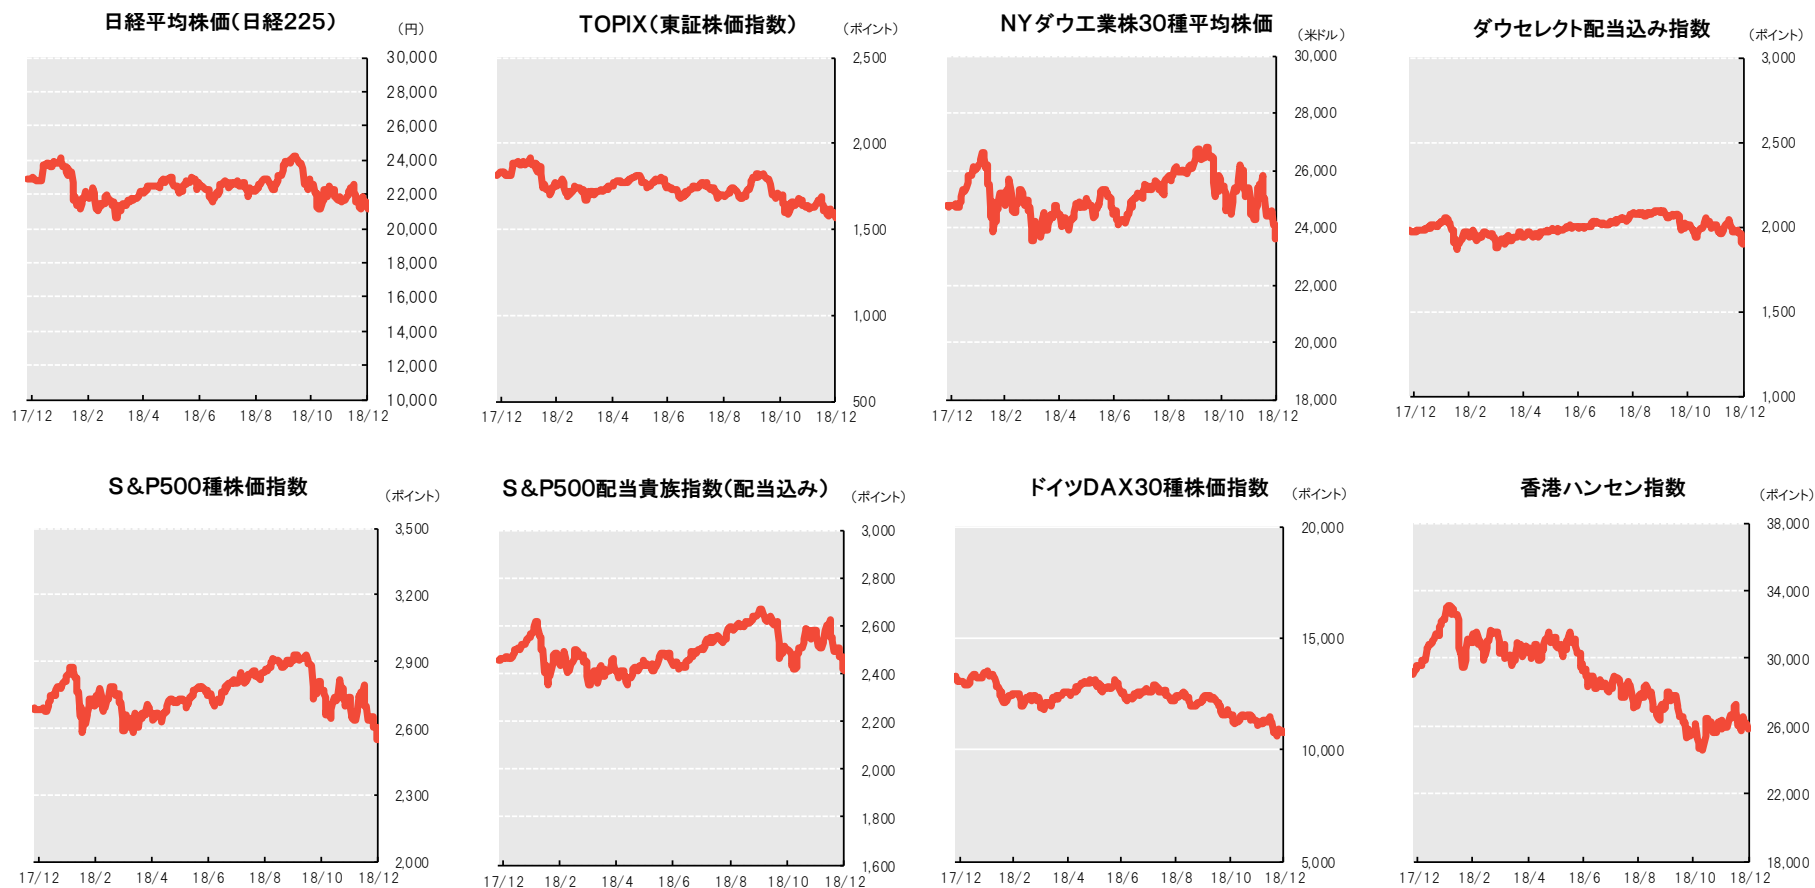 日経平均株価（日経225）
（円）
30,000
28,000
26,000
24,000
22,000
20,000
18,000
16,000
14,000
12,000
10,000
17/12 18/2 18/4 18/6 18/8 18/10 18/12
TOPIX（東証株価指数）
（ポイント）
2,500
2,000
1,500
1,000
500
17/12 18/2 18/4 18/6 18/8 18/10 18/12
NYダウ工業株30種平均株価
（米ドル）
30,000
28,000
26,000
24,000
22,000
20,000
18,000
17/12 18/2 18/4 18/6 18/8 18/10 18/12
ダウセレクト配当込み指数
（ポイント）
3,000
2,500
2,000
1,500
1,000
17/12 18/2 18/4 18/6 18/8 18/10 18/12
S＆P500種株価指数
（ポイント）
3,500
3,200
2,900
2,600
2,300
2,000
17/12 18/2 18/4 18/6 18/8 18/10 18/12
S＆P500配当貴族指数（配当込み）
（ポイント）
3,000
2,800
2,600
2,400
2,200
2,000
1,800
1,600
17/12 18/2 18/4 18/6 18/8 18/10 18/12
ドイツDAX30種株価指数
（ポイント）
20,000
15,000
10,000
5,000
17/12 18/2 18/4 18/6 18/8 18/10 18/12
香港ハンセン指数
（ポイント）
38,000
34,000
30,000
26,000
22,000
18,000
17/12 18/2 18/4 18/6 18/8 18/10 18/12